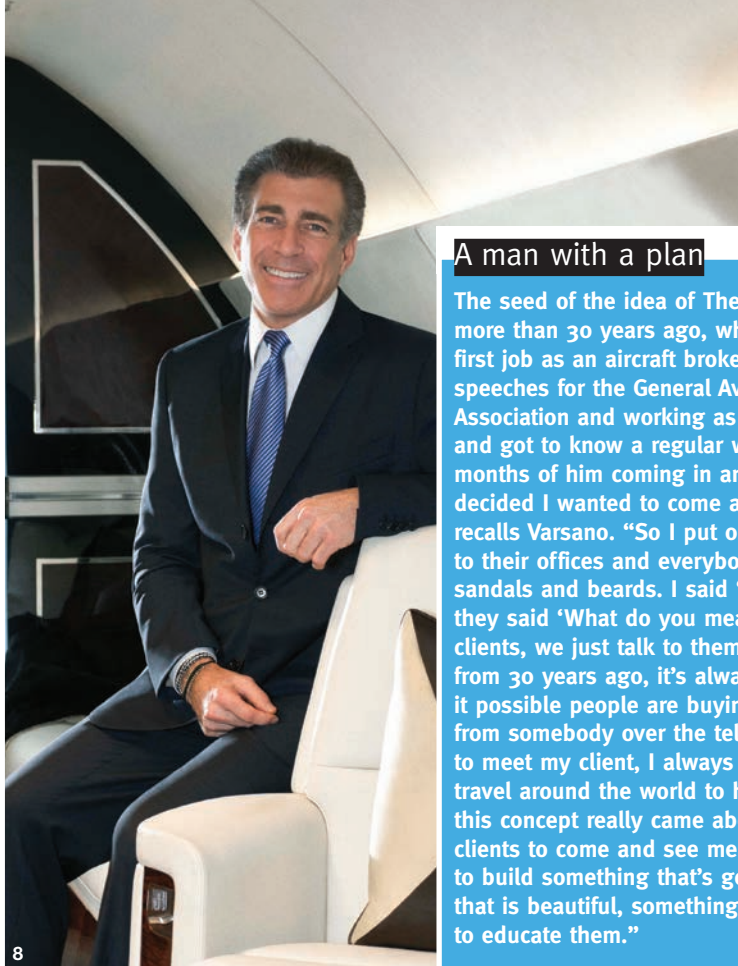 A man with a plan
The seed of the idea of The
more than 30 years ago, wh
first job as an aircraft broke
speeches for the General Av
Association and working as
and got to know a regular v
months of him coming in an
decided I wanted to come a
recalls Varsano. “So I put o
to their offices and everybo
sandals and beards. I said ‘
they said ‘What do you mea
clients, we just talk to them
from 30 years ago, it’s alwa
it possible people are buyin
from somebody over the tel
to meet my client, I always
travel around the world to h
this concept really came ab
clients to come and see me
to build something that’s go
that is beautiful, something
to educate them.”
8